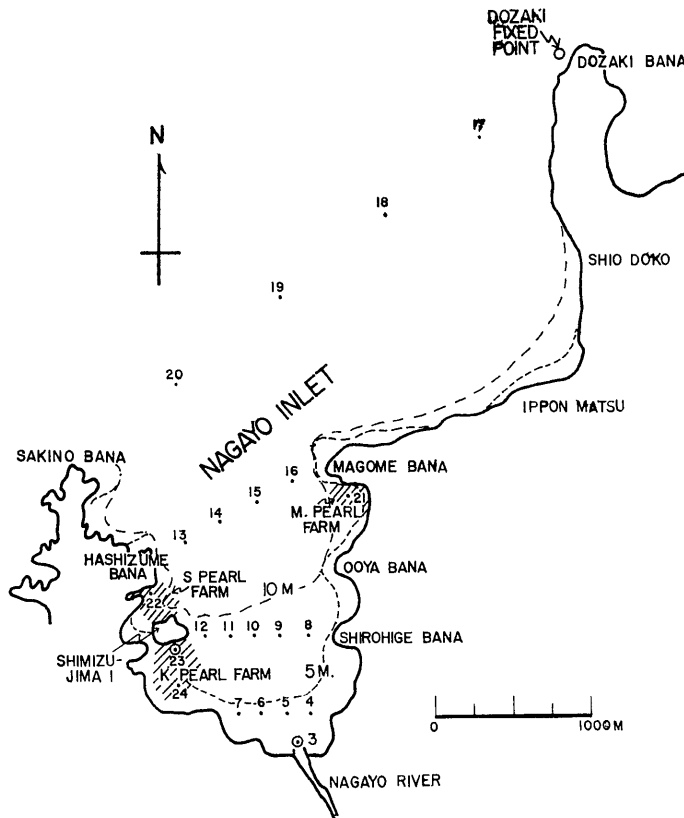 DOZAKI
FIXED
POINT
DOZAKI BANA
17
N
18
SHIO DOKO
19
20
IPPON MATSU
NAGAYO INLET
SAKINO BANA
MAGOME BANA
16
15
21
14
M. PEARL
FARM
13
HASHIZUME
BANA
OOYA BANA
S PEARL
FARM
10 M
22
12
11
10
9
8
SHIROHIGE BANA
SHIMIZU-
JIMA I
23
K. PEARL FARM
5 M.
24
7
6
5
4
3
0
1000M
NAGAYO RIVER